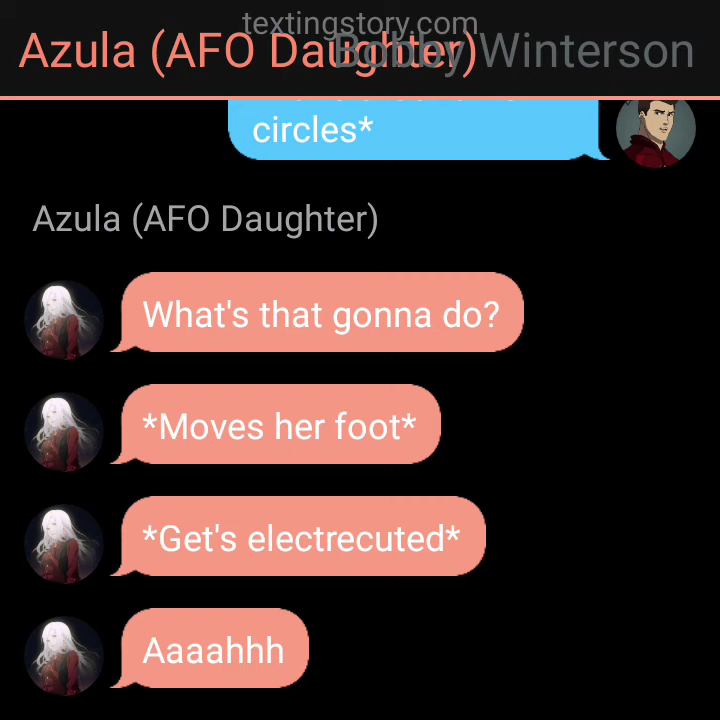 textingstory.com
Azula (AFO Daughter) Bobby Winterson
circles*
Azula (AFO Daughter)
What's that gonna do?
*Moves her foot*
*Get's electrecuted*
Aaaahhh